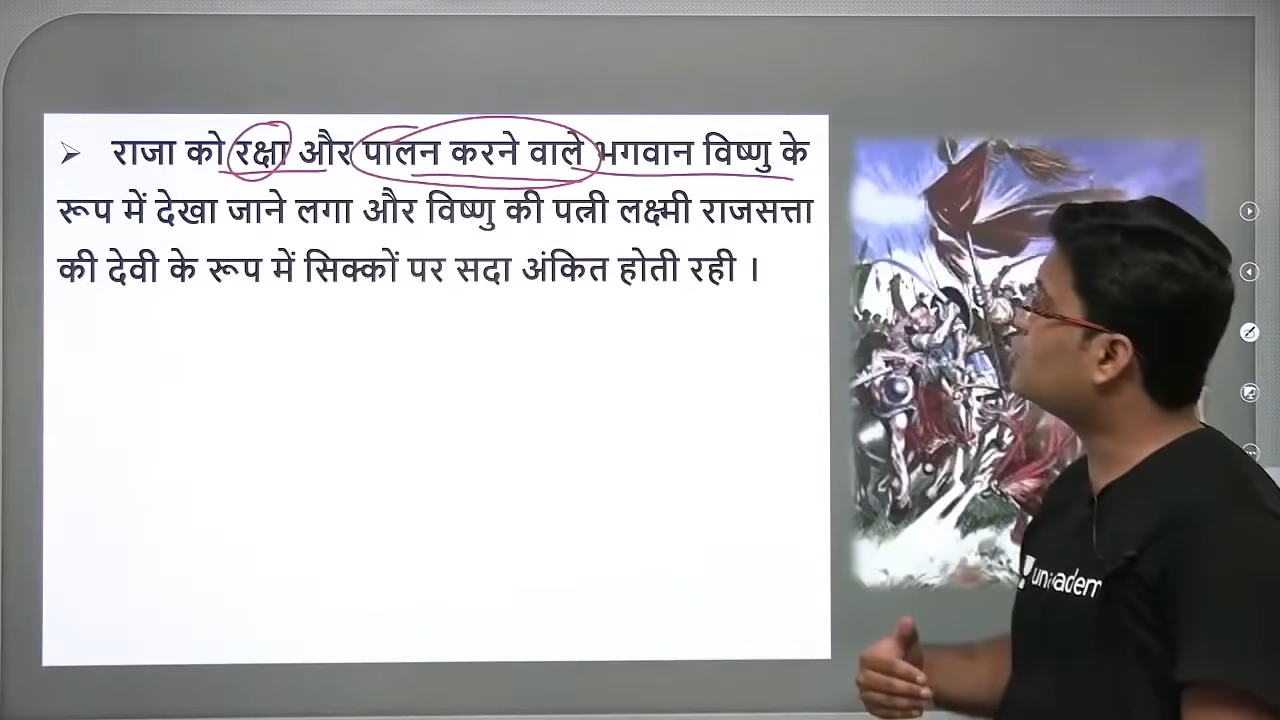 राजा को रक्षा और पालन करने वाले भगवान विष्णु के
रूप में देखा जाने लगा और विष्णु की पत्नी लक्ष्मी राजसत्ता
की देवी के रूप में सिक्कों पर सदा अंकित होती रही ।